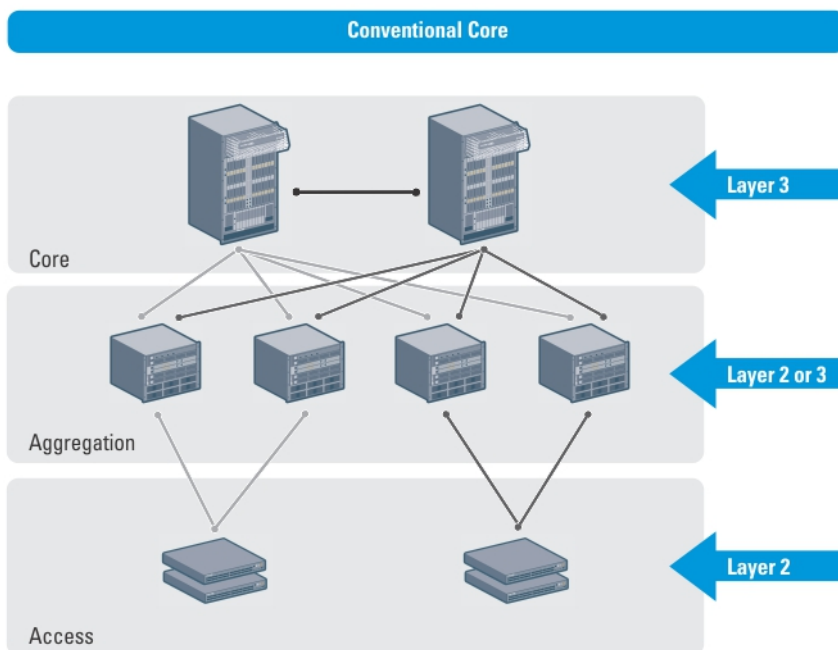 Conventional Core
Layer 3
Core
Layer 2 or 3
Aggregation
Layer 2
Access